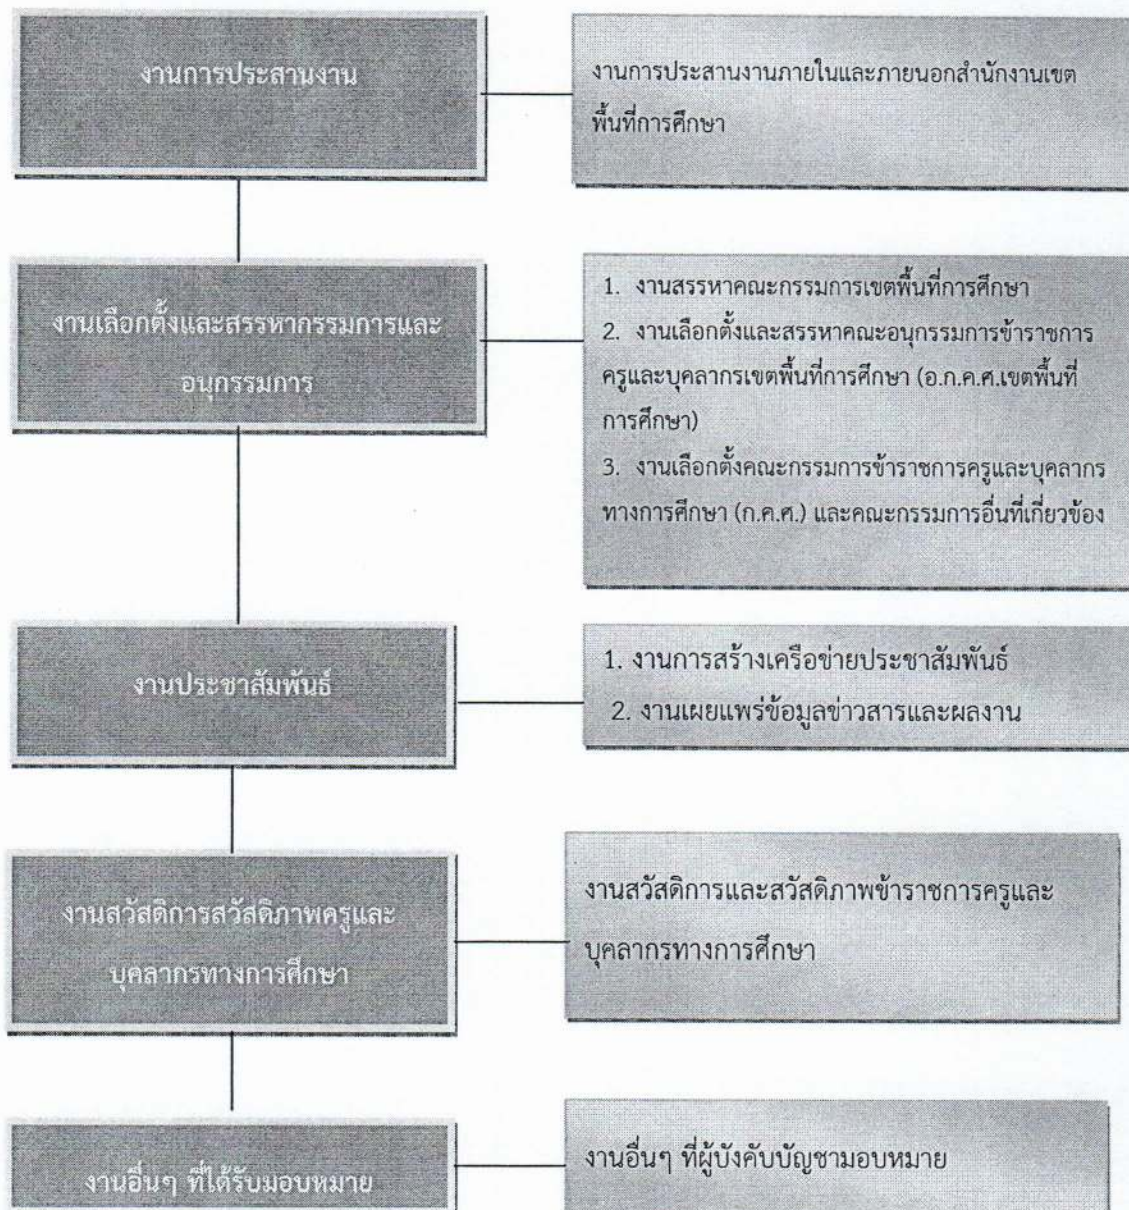 งานการประสานงาน
งานการประสานงานภายในและภายนอกสำนักงานเขต
พื้นที่การศึกษา
งานเลือกตั้งและสรรหากรรมการและ
อนุกรรมการ
1. งานสรรหาคณะกรรมการเขตพื้นที่การศึกษา
2. งานเลือกตั้งและสรรหาคณะอนุกรรมการข้าราชการ
ครูและบุคลากรเขตพื้นที่การศึกษา (อ.ก.ค.ศ.เขตพื้นที่
การศึกษา)
3. งานเลือกตั้งคณะกรรมการข้าราชการครูและบุคลากร
ทางการศึกษา (ก.ค.ศ.) และคณะกรรมการอื่นที่เกี่ยวข้อง
งานประชาสัมพันธ์
1. งานการสร้างเครือข่ายประชาสัมพันธ์
2. งานเผยแพร่ข้อมูลข่าวสารและผลงาน
งานสวัสดิการสวัสดิภาพครูและ
บุคลากรทางการศึกษา
งานสวัสดิการและสวัสดิภาพข้าราชการครูและ
บุคลากรทางการศึกษา
งานอื่นๆ ที่ได้รับมอบหมาย
งานอื่นๆ ที่ผู้บังคับบัญชามอบหมาย